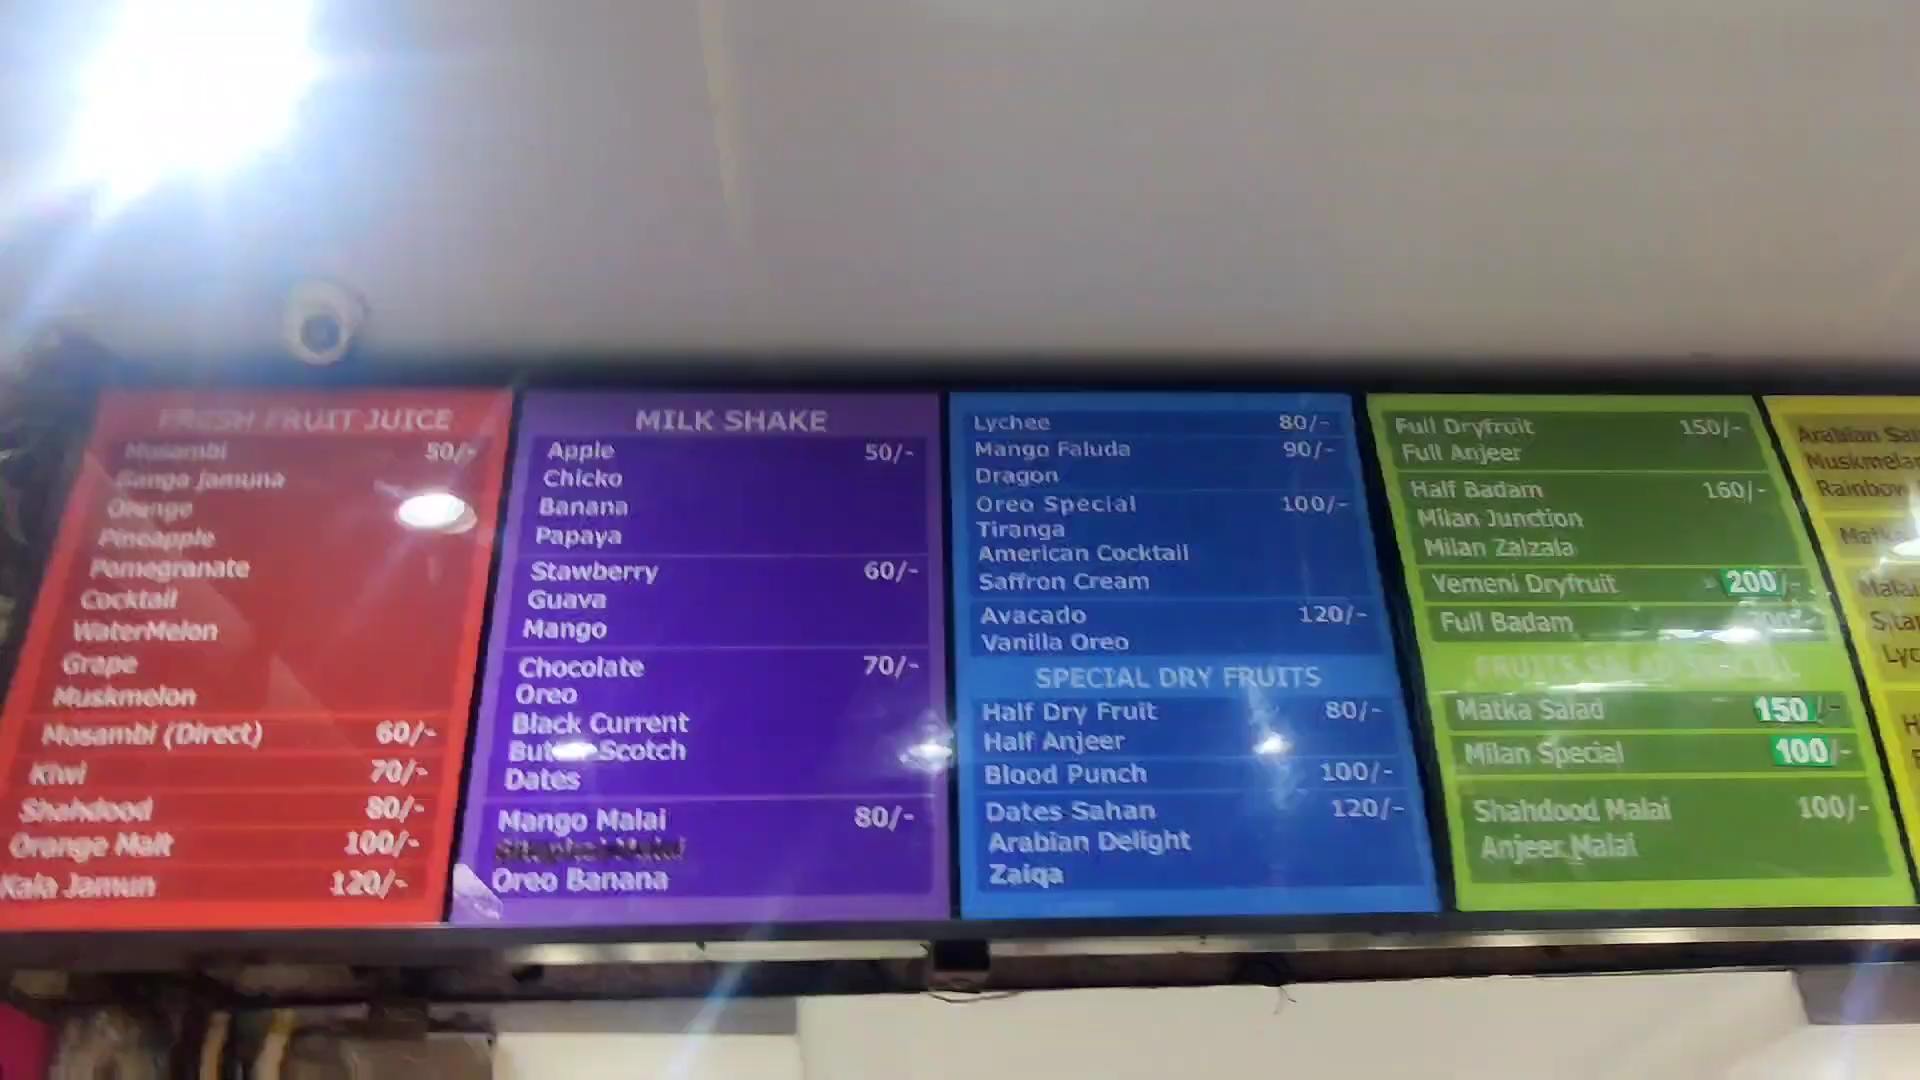 FRESH FRUIT JUICE
Mosambi 50/-
Ganga Jamuna
Orange
Pineapple
Pomegranate
Cocktail
WaterMelon
Grape
Muskmelon
Mosambi (Direct) 60/-
Kiwi 70/-
Shahdood 80/-
Orange Malt 100/-
Kala Jamun 120/-
MILK SHAKE
Apple 50/-
Chicko
Banana
Papaya
Stawberry 60/-
Guava
Mango
Chocolate 70/-
Oreo
Black Current
Butter Scotch
Dates
Mango Malai 80/-
Oreo Banana
Lychee 80/-
Mango Faluda 90/-
Dragon
Oreo Special 100/-
Tiranga
American Cocktail
Saffron Cream
Avacado 120/-
Vanilla Oreo
SPECIAL DRY FRUITS
Half Dry Fruit 80/-
Half Anjeer
Blood Punch 100/-
Dates Sahan 120/-
Arabian Delight
Zaiqa
Full Dryfruit 150/-
Full Anjeer
Half Badam 160/-
Milan Junction
Milan Zalzala
Yemeni Dryfruit 200/-
Full Badam
FRUITS SALAD SPECIAL
Matka Salad 150/-
Milan Special 100/-
Shahdood Malai 100/-
Anjeer Malai
Arabian
Rainbow